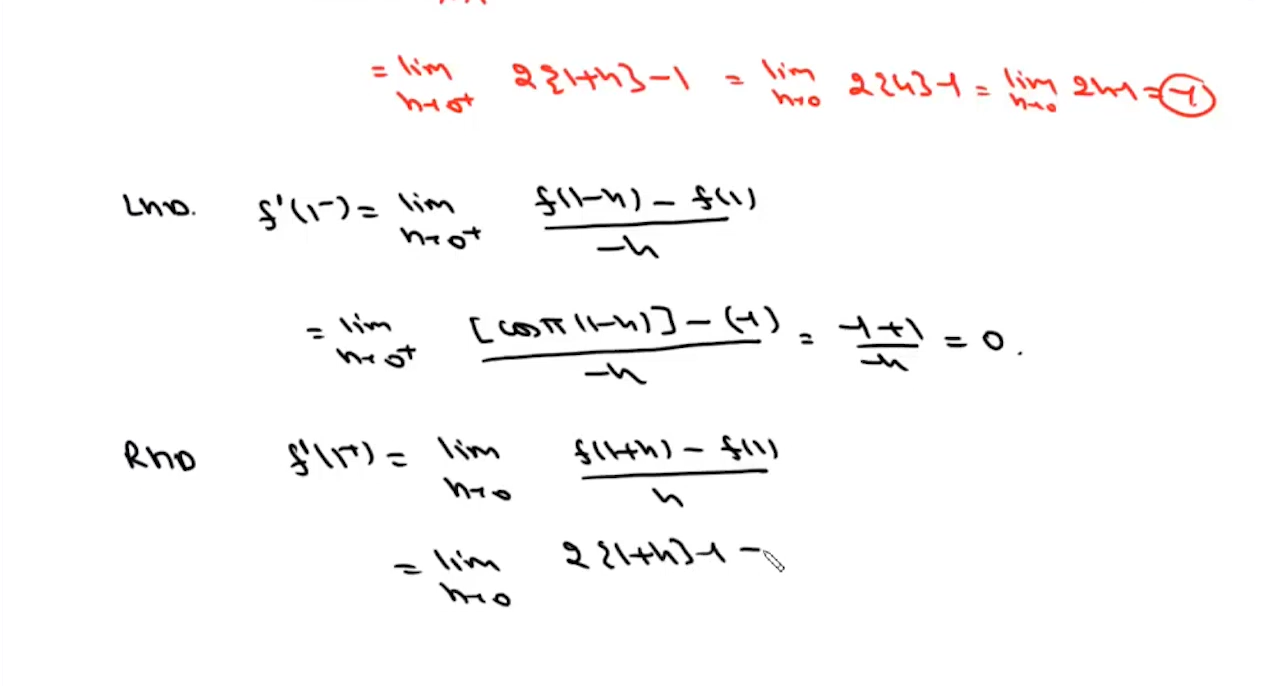 = lim h→0⁺ 2{1+h}-1 = lim h→0 2{h}-1 = lim h→0 2h-1 = -1
LHD. f'(1⁻) = lim h→0⁺ (f(1-h) - f(1))/(-h)
= lim h→0⁺ ([cosπ(1-h)] - (-1))/(-h) = (-1+1)/(-h) = 0.
RHD f'(1⁺) = lim h→0 (f(1+h) - f(1))/h
= lim h→0 2{1+h}-1 -